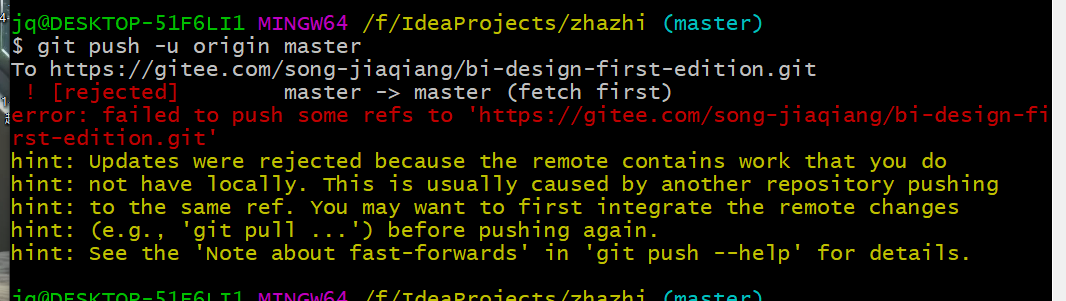 jq@DESKTOP-51F6LI1 MINGW64 /f/IdeaProjects/zhazhi (master)
$ git push -u origin master
To https://gitee.com/song-jiaqiang/bi-design-first-edition.git
 ! [rejected]        master -> master (fetch first)
error: failed to push some refs to 'https://gitee.com/song-jiaqiang/bi-design-fi
rst-edition.git'
hint: Updates were rejected because the remote contains work that you do
hint: not have locally. This is usually caused by another repository pushing
hint: to the same ref. You may want to first integrate the remote changes
hint: (e.g., 'git pull ...') before pushing again.
hint: See the 'Note about fast-forwards' in 'git push --help' for details.
jq@DESKTOP-51F6LI1 MINGW64 /f/IdeaProjects/zhazhi (master)